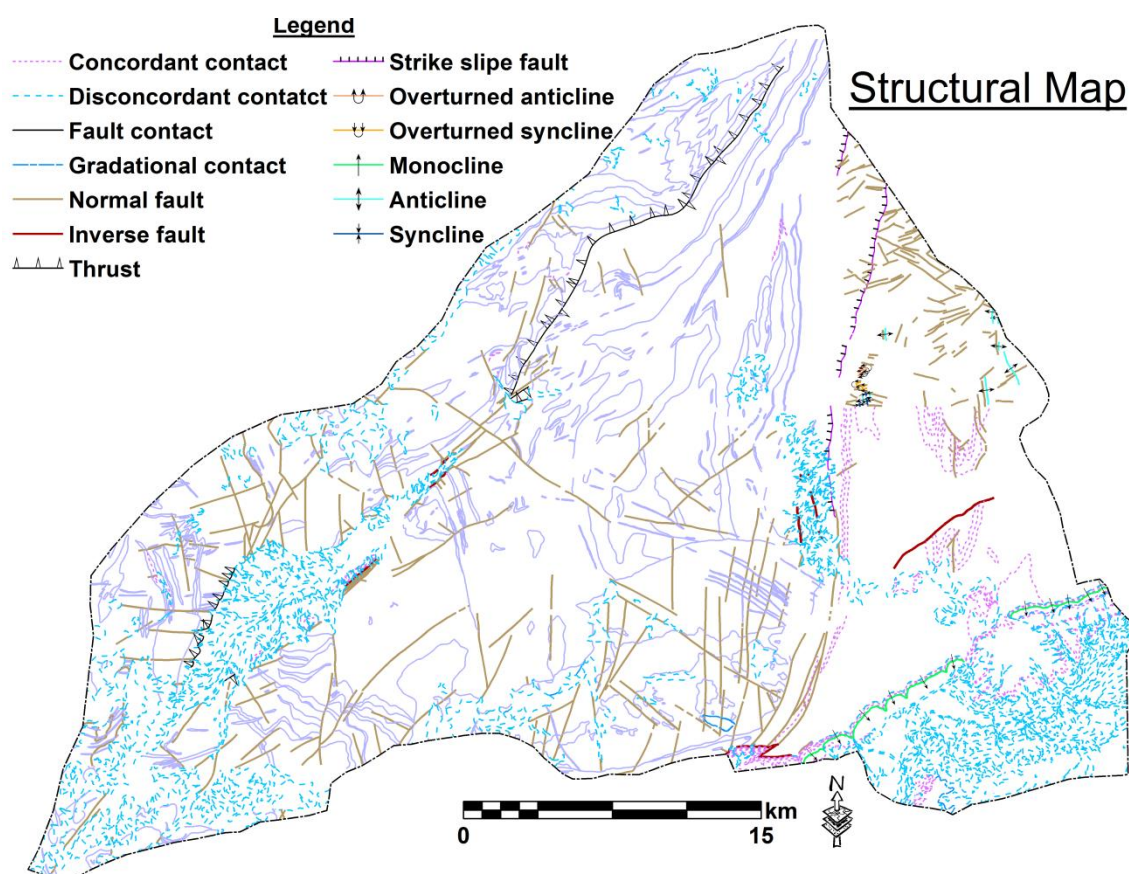 Legend
Concordant contact
Disconcordant contatct
Fault contact
Gradational contact
Normal fault
Inverse fault
Thrust
Strike slipe fault
Overturned anticline
Overturned syncline
Monocline
Anticline
Syncline
Structural Map
N
km
0 15